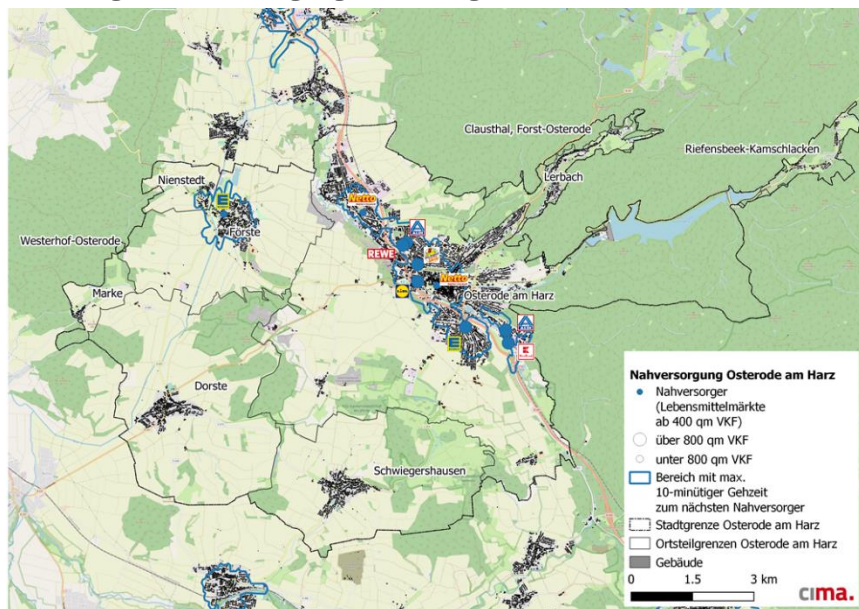 Clausthal, Forst-Osterode
Riefensbeek-Kamschlacken
Lerbach
Nienstedt
Förste
Westerhof-Osterode
Marke
Netto
REWE
Netto
Osterode am Harz
E
E
Dorste
Schwiegershausen
Nahversorgung Osterode am Harz
Nahversorger
(Lebensmittelmärkte
ab 400 qm VKF)
über 800 qm VKF
unter 800 qm VKF
Bereich mit max.
10-minütiger Gehzeit
zum nächsten Nahversorger
Stadtgrenze Osterode am Harz
Ortsteilgrenzen Osterode am Harz
Gebäude
0 1.5 3 km
cima.